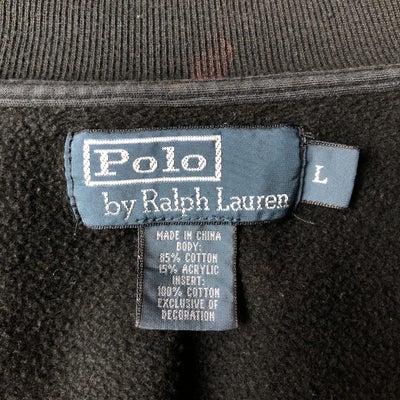 Polo
by Ralph Lauren
L
MADE IN CHINA
BODY:
85% COTTON
15% ACRYLIC
INSERT:
100% COTTON
EXCLUSIVE OF
DECORATION